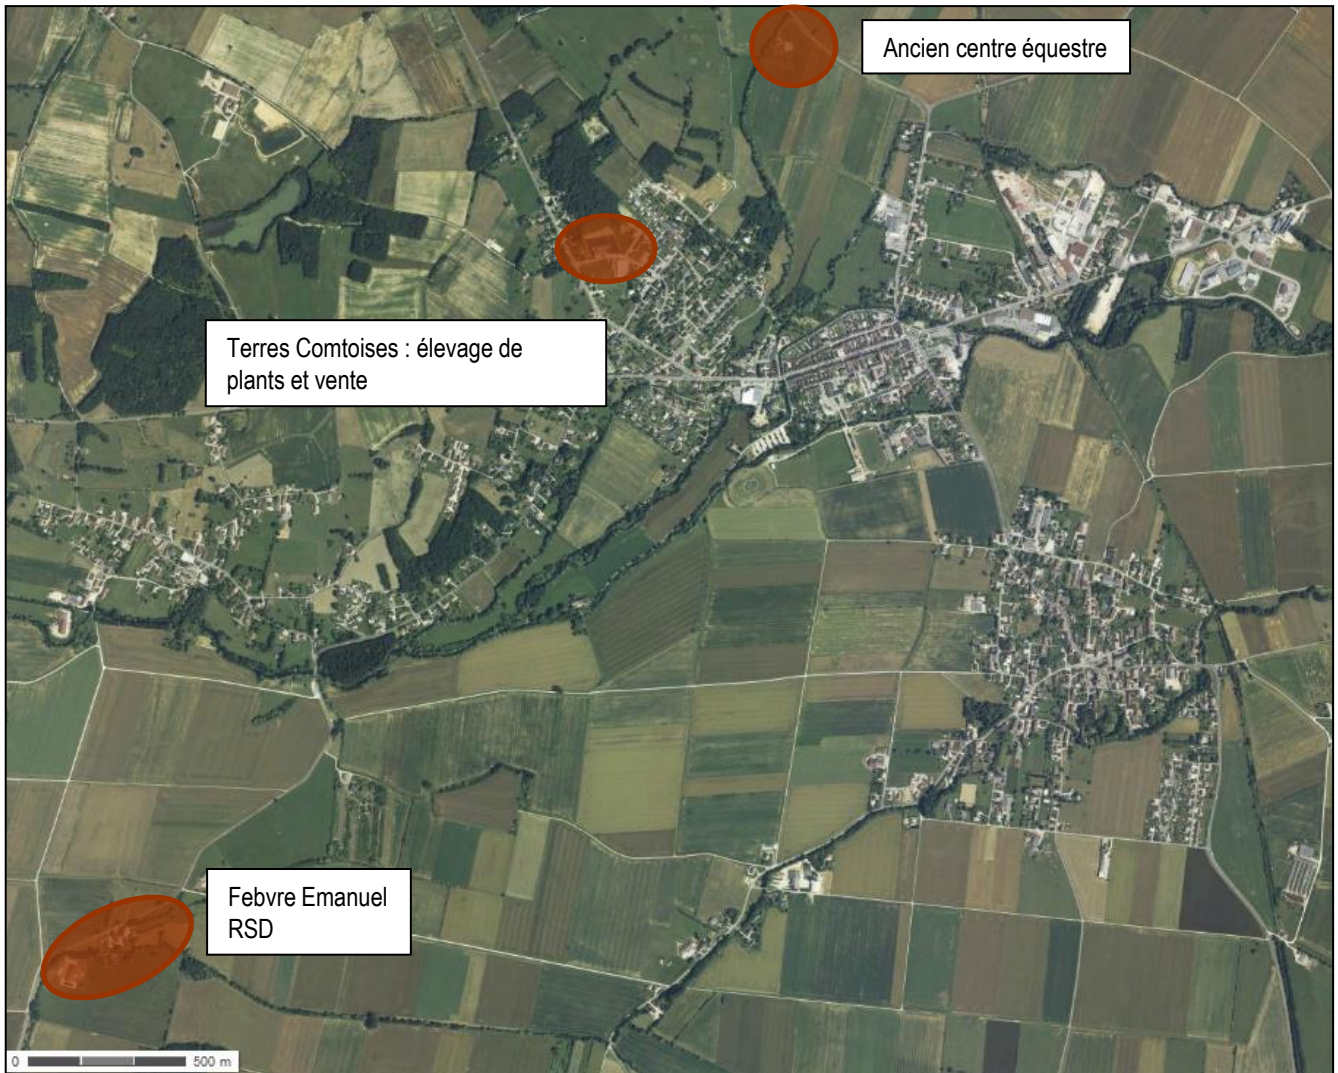 Ancien centre équestre
Terres Comtoises : élevage de
plants et vente
Febvre Emanuel
RSD
0 500 m